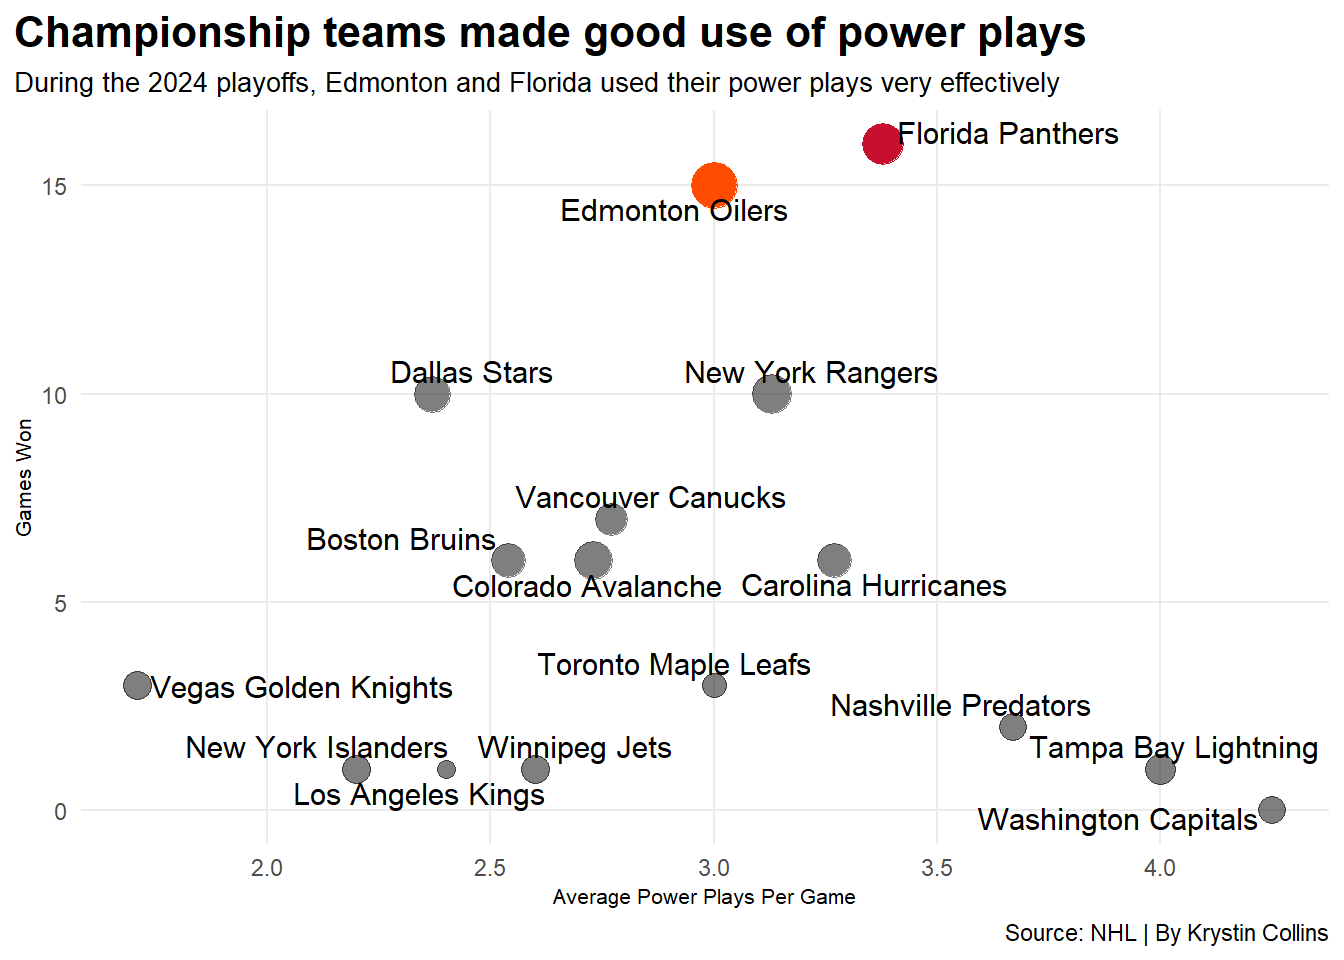 Championship teams made good use of power plays
During the 2024 playoffs, Edmonton and Florida used their power plays very effectively
Florida Panthers
15
Edmonton Oilers
Dallas Stars
New York Rangers
10
Games Won
Vancouver Canucks
Boston Bruins
Colorado Avalanche
Carolina Hurricanes
5
Toronto Maple Leafs
Vegas Golden Knights
Nashville Predators
New York Islanders
Winnipeg Jets
Tampa Bay Lightning
Los Angeles Kings
0
Washington Capitals
2.0 2.5 3.0 3.5 4.0
Average Power Plays Per Game
Source: NHL | By Krystin Collins